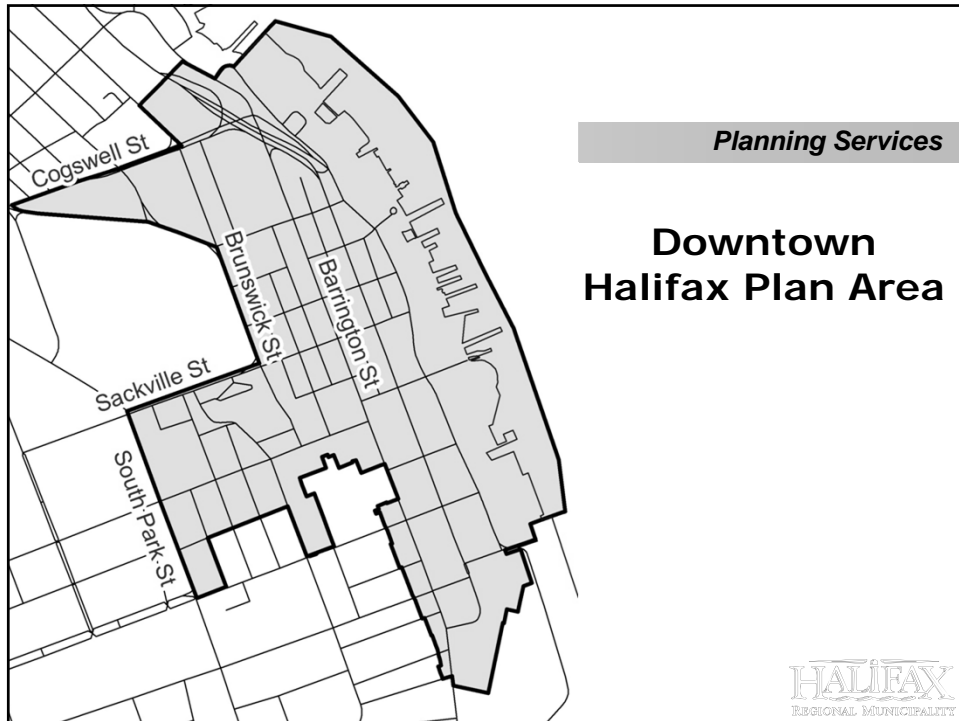 Planning Services
Downtown
Halifax Plan Area
Cogswell St
Brunswick St
Barrington St
Sackville St
South Park St
HALIFAX
REGIONAL MUNICIPALITY